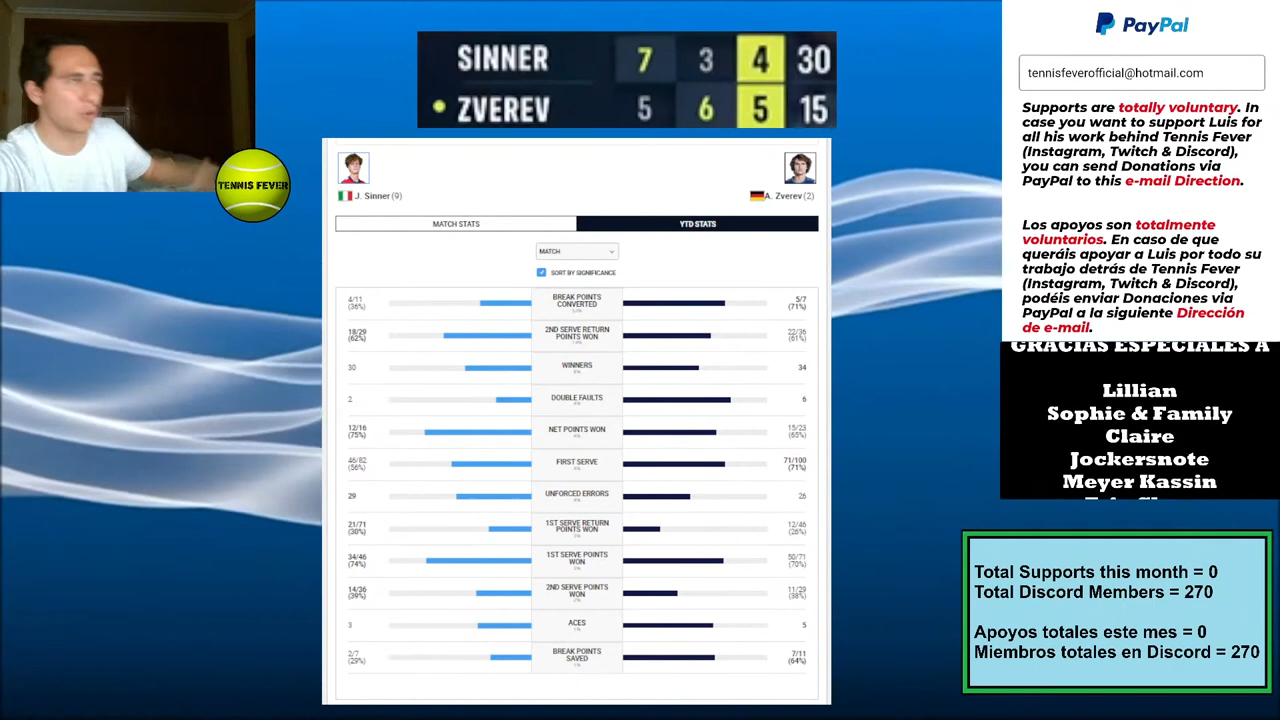 SINNER 7 3 4 30
ZVEREV 5 6 5 15
TENNIS FEVER
J. Sinner (9)
A. Zverev (2)
MATCH STATS
YTD STATS
MATCH
SORT BY SIGNIFICANCE
4/11
(36%)
BREAK POINTS
CONVERTED
5/7
(71%)
18/29
(62%)
2ND SERVE RETURN
POINTS WON
22/36
(61%)
30
WINNERS
34
2
DOUBLE FAULTS
6
12/16
(75%)
NET POINTS WON
15/23
(65%)
46/82
(56%)
FIRST SERVE
71/100
(71%)
29
UNFORCED ERRORS
26
21/71
(30%)
1ST SERVE RETURN
POINTS WON
12/46
(26%)
34/46
(74%)
1ST SERVE POINTS
WON
50/71
(70%)
14/36
(39%)
2ND SERVE POINTS
WON
11/29
(38%)
3
ACES
5
2/7
(29%)
BREAK POINTS
SAVED
7/11
(64%)
PayPal
tennisfeverofficial@hotmail.com
Supports are totally voluntary. In
case you want to support Luis for
all his work behind Tennis Fever
(Instagram, Twitch & Discord),
you can send Donations via
PayPal to this e-mail Direction.
Los apoyos son totalmente
voluntarios. En caso de que
queráis apoyar a Luis por todo su
trabajo detrás de Tennis Fever
(Instagram, Twitch & Discord),
podéis enviar Donaciones via
PayPal a la siguiente Dirección
de e-mail.
GRACIAS ESPECIALES A
Lillian
Sophie & Family
Claire
Jockersnote
Meyer Kassin
Total Supports this month = 0
Total Discord Members = 270
Apoyos totales este mes = 0
Miembros totales en Discord = 270